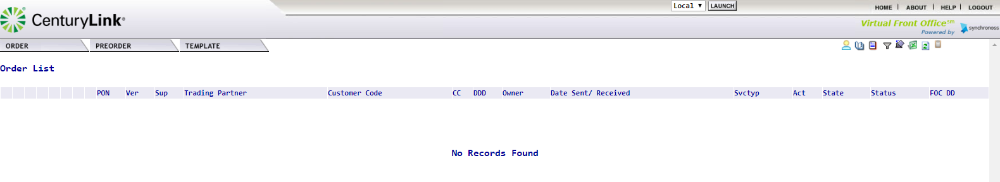 Local LAUNCH
HOME | ABOUT | HELP | LOGOUT
CenturyLink®
Virtual Front Office℠
Powered by synchronoss
ORDER PREORDER TEMPLATE
Order List
PON Ver Sup Trading Partner Customer Code CC DDD Owner Date Sent/ Received Svctyp Act State Status FOC DD
No Records Found